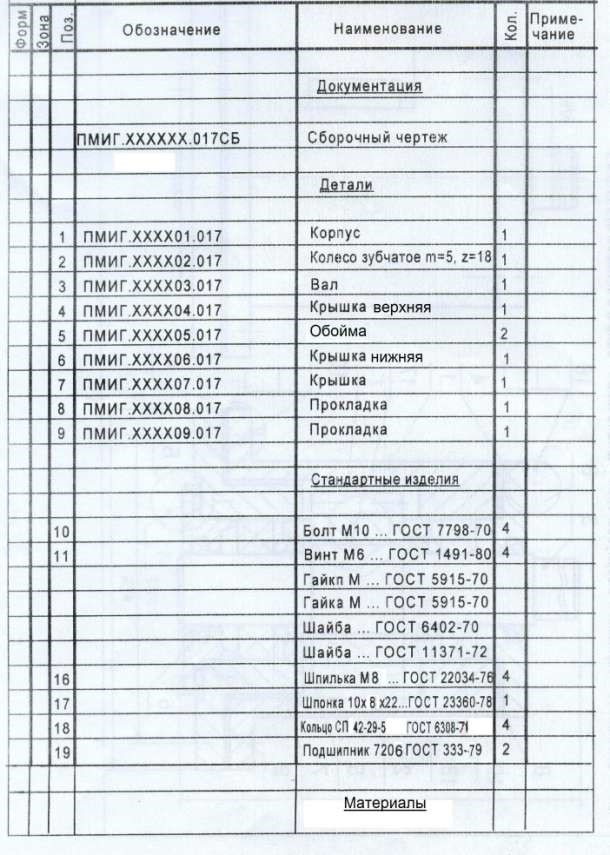 Форм Зона Поз. Обозначение Наименование Кол. Приме-
чание
Документация
ПМИГ.XXXXXX.017СБ Сборочный чертеж
Детали
1 ПМИГ.XXXX01.017 Корпус 1
2 ПМИГ.XXXX02.017 Колесо зубчатое m=5, z=18 1
3 ПМИГ.XXXX03.017 Вал 1
4 ПМИГ.XXXX04.017 Крышка верхняя 1
5 ПМИГ.XXXX05.017 Обойма 2
6 ПМИГ.XXXX06.017 Крышка нижняя 1
7 ПМИГ.XXXX07.017 Крышка 1
8 ПМИГ.XXXX08.017 Прокладка 1
9 ПМИГ.XXXX09.017 Прокладка 1
Стандартные изделия
10 Болт М10 ... ГОСТ 7798-70 4
11 Винт М6 ... ГОСТ 1491-80 4
Гайкп М ... ГОСТ 5915-70
Гайка М ... ГОСТ 5915-70
Шайба ... ГОСТ 6402-70
Шайба ... ГОСТ 11371-72
16 Шпилька М8 ... ГОСТ 22034-76 4
17 Шпонка 10х 8 х22...ГОСТ 23360-78 1
18 Кольцо СП 42-29-5 ГОСТ 6308-71 4
19 Подшипник 7206 ГОСТ 333-79 2
Материалы